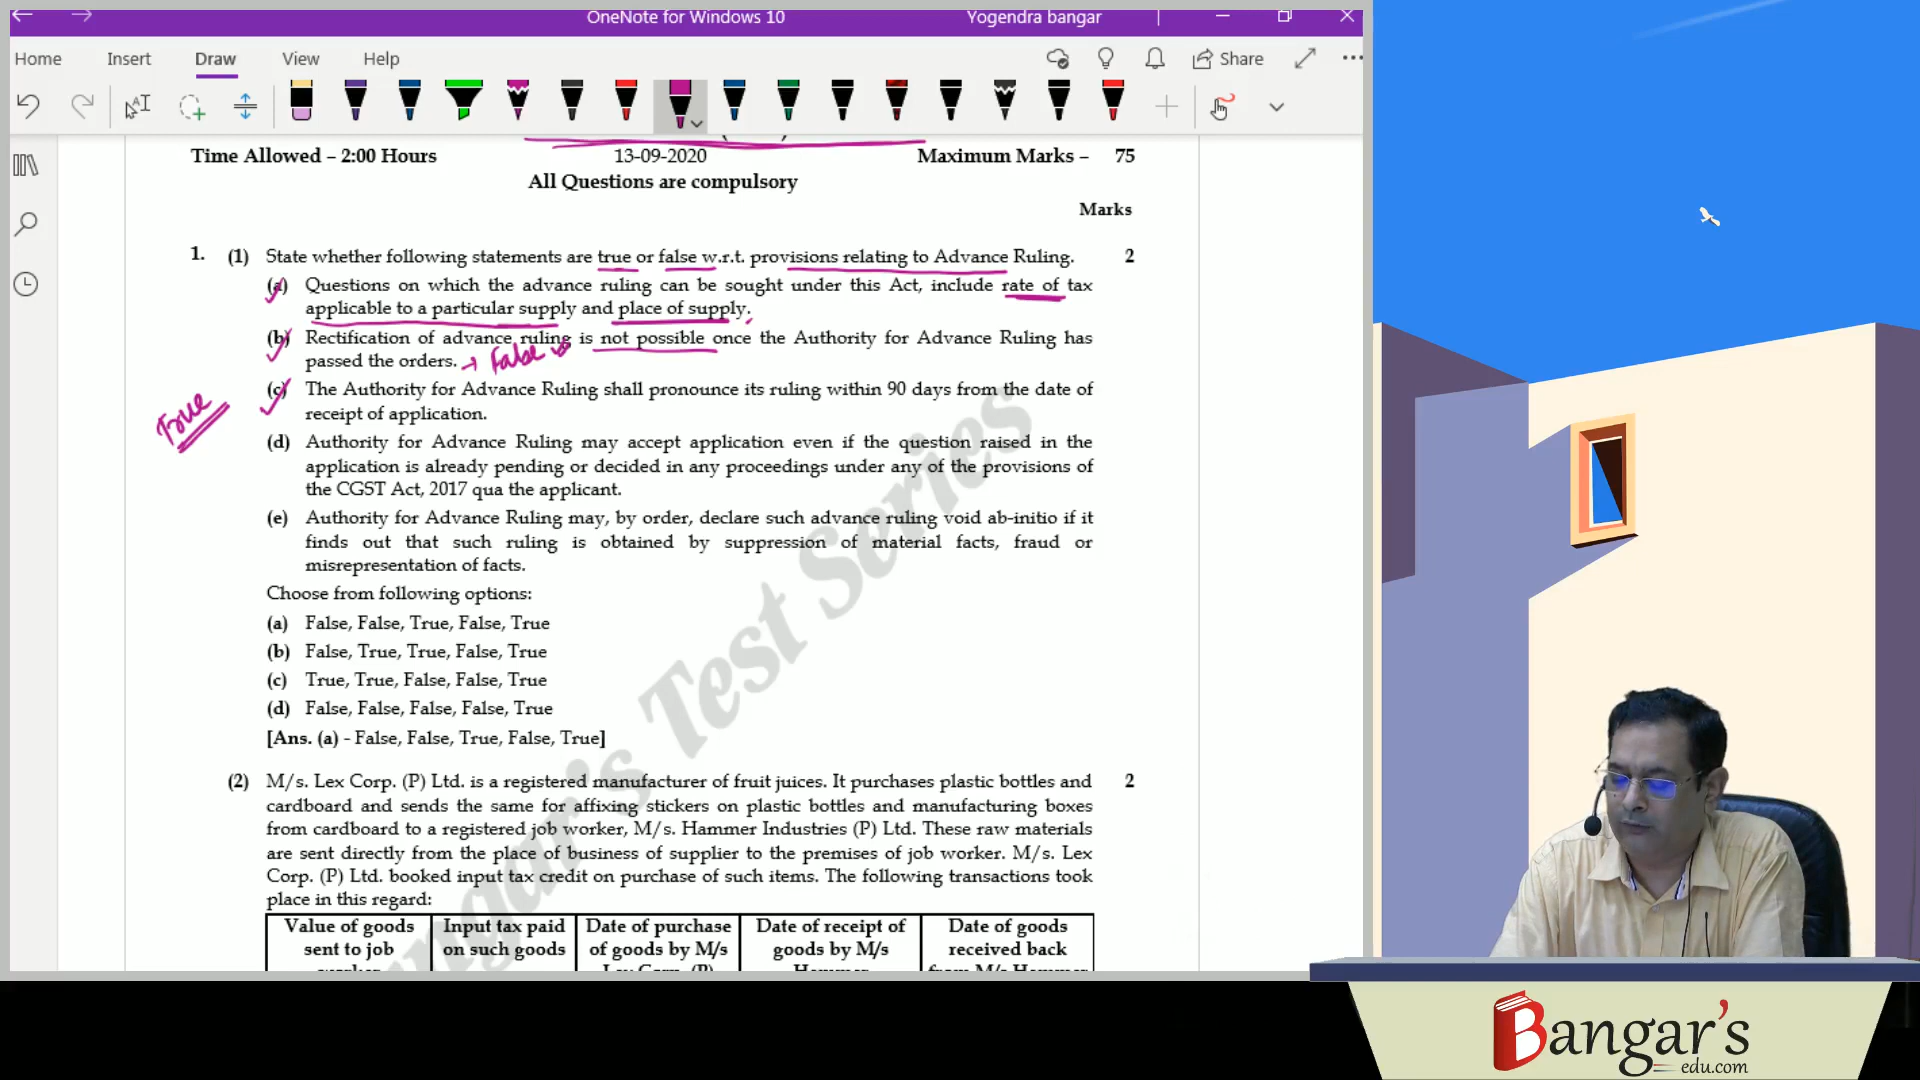 OneNote for Windows 10
Yogendra bangar
Home Insert Draw View Help
Share
Time Allowed – 2:00 Hours 13-09-2020 Maximum Marks – 75
All Questions are compulsory
Marks
1. (1) State whether following statements are true or false w.r.t. provisions relating to Advance Ruling. 2
(a) Questions on which the advance ruling can be sought under this Act, include rate of tax
applicable to a particular supply and place of supply.
(b) Rectification of advance ruling is not possible once the Authority for Advance Ruling has
passed the orders. → False
(c) The Authority for Advance Ruling shall pronounce its ruling within 90 days from the date of
True
receipt of application.
(d) Authority for Advance Ruling may accept application even if the question raised in the
application is already pending or decided in any proceedings under any of the provisions of
the CGST Act, 2017 qua the applicant.
(e) Authority for Advance Ruling may, by order, declare such advance ruling void ab-initio if it
finds out that such ruling is obtained by suppression of material facts, fraud or
misrepresentation of facts.
Choose from following options:
(a) False, False, True, False, True
(b) False, True, True, False, True
(c) True, True, False, False, True
(d) False, False, False, False, True
[Ans. (a) - False, False, True, False, True]
(2) M/s. Lex Corp. (P) Ltd. is a registered manufacturer of fruit juices. It purchases plastic bottles and 2
cardboard and sends the same for affixing stickers on plastic bottles and manufacturing boxes
from cardboard to a registered job worker, M/s. Hammer Industries (P) Ltd. These raw materials
are sent directly from the place of business of supplier to the premises of job worker. M/s. Lex
Corp. (P) Ltd. booked input tax credit on purchase of such items. The following transactions took
place in this regard:
Value of goods Input tax paid Date of purchase Date of receipt of Date of goods
sent to job on such goods of goods by M/s goods by M/s received back
Lex Corp. (P) Hammer from M/s Hammer
angar's Test Series
Bangar's
edu.com